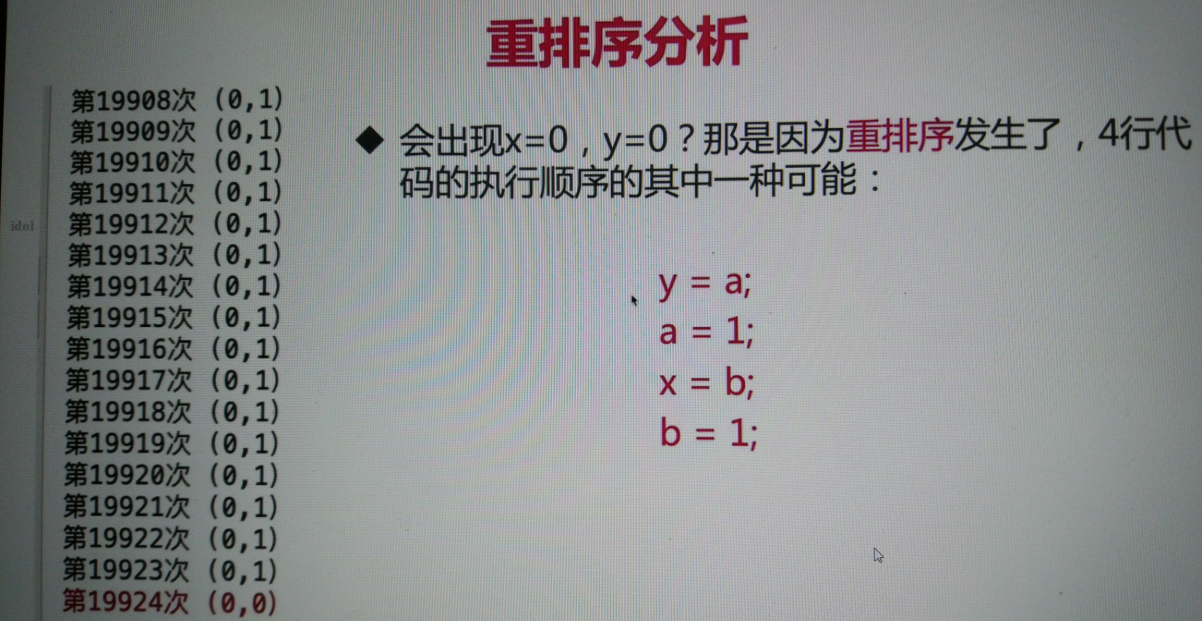 重排序分析
第19908次 (0,1)
第19909次 (0,1)
第19910次 (0,1)
第19911次 (0,1)
第19912次 (0,1)
第19913次 (0,1)
第19914次 (0,1)
第19915次 (0,1)
第19916次 (0,1)
第19917次 (0,1)
第19918次 (0,1)
第19919次 (0,1)
第19920次 (0,1)
第19921次 (0,1)
第19922次 (0,1)
第19923次 (0,1)
第19924次 (0,0)
idol
◆ 会出现x=0，y=0？那是因为重排序发生了，4行代
码的执行顺序的其中一种可能：
y = a;
a = 1;
x = b;
b = 1;